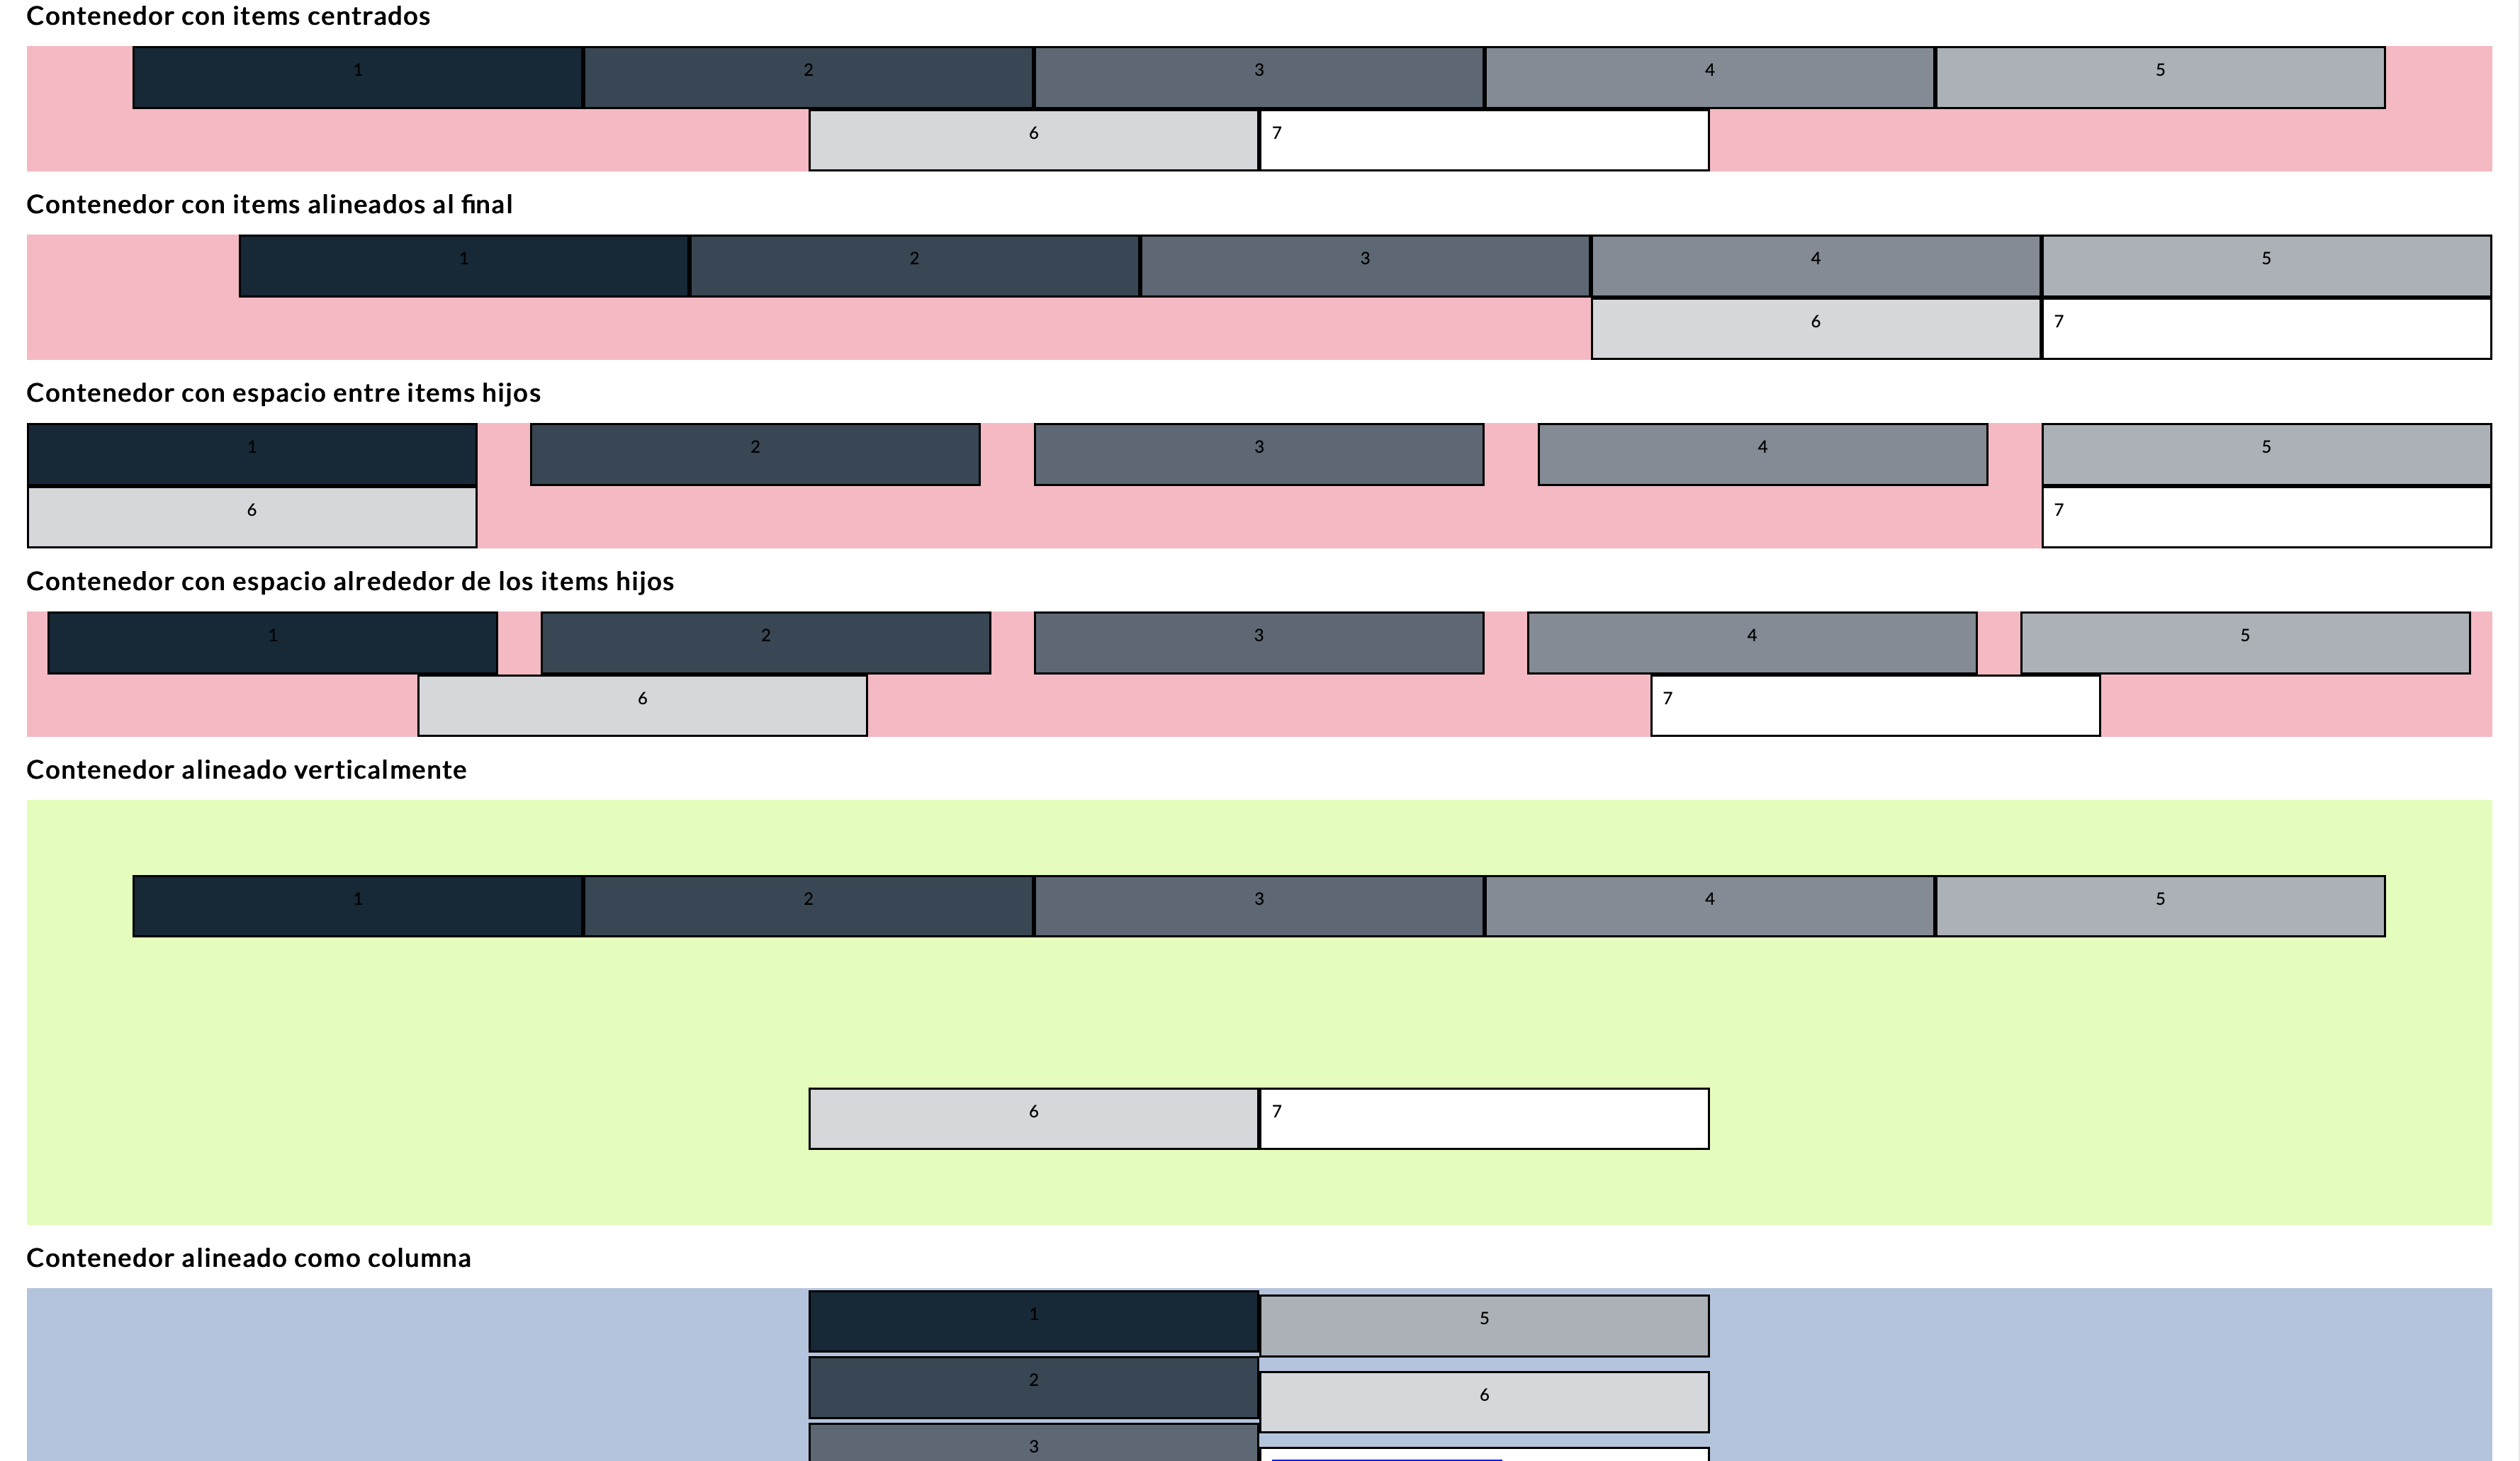 Contenedor con items centrados
1 2 3 4 5
6 7
Contenedor con items alineados al final
1 2 3 4 5
6 7
Contenedor con espacio entre items hijos
1 2 3 4 5
6 7
Contenedor con espacio alrededor de los items hijos
1 2 3 4 5
6 7
Contenedor alineado verticalmente
1 2 3 4 5
6 7
Contenedor alineado como columna
1 5
2 6
3